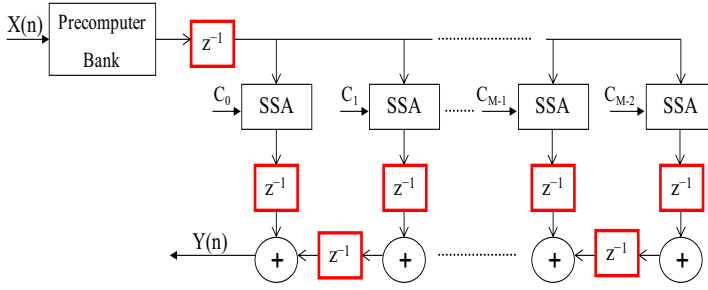 X(n)
Precomputer
Bank
z⁻¹
C₀ SSA C₁ SSA C_{M-1} SSA C_{M-2} SSA
z⁻¹ z⁻¹ z⁻¹ z⁻¹
Y(n) + z⁻¹ + + z⁻¹ +